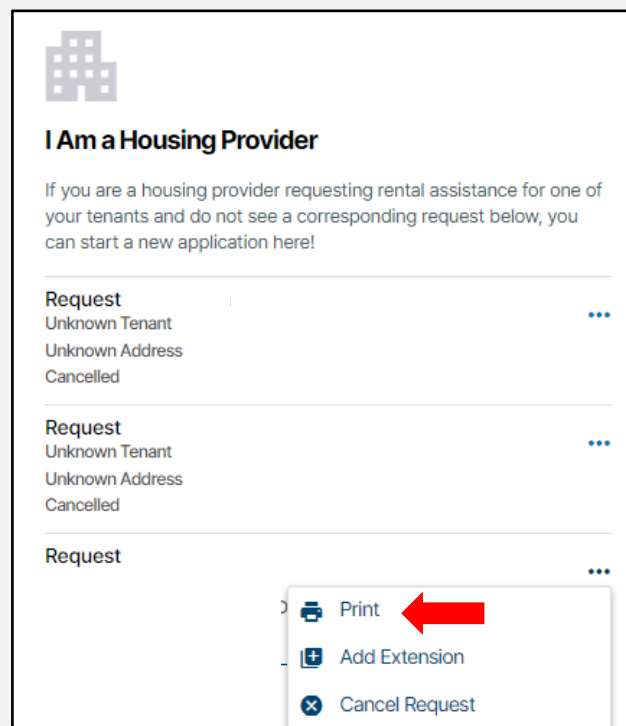 I Am a Housing Provider
If you are a housing provider requesting rental assistance for one of
your tenants and do not see a corresponding request below, you
can start a new application here!
Request
Unknown Tenant
Unknown Address
Cancelled
Request
Unknown Tenant
Unknown Address
Cancelled
Request
Print
Add Extension
Cancel Request